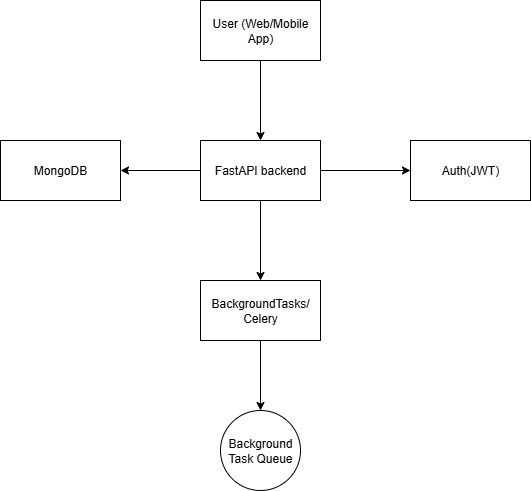 User (Web/Mobile
App)
MongoDB
FastAPI backend
Auth(JWT)
BackgroundTasks/
Celery
Background
Task Queue